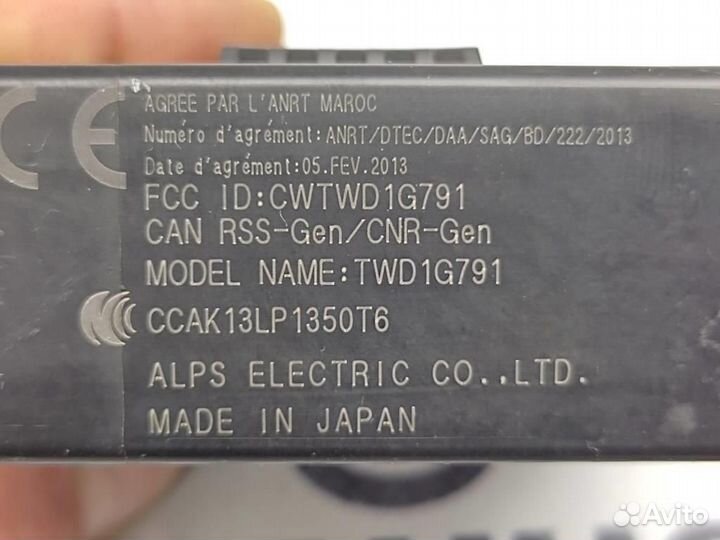 CE
AGREE PAR L'ANRT MAROC
Numéro d'agrément:ANRT/DTEC/DAA/SAG/BD/222/2013
Date d'agrément:05.FEV.2013
FCC ID:CWTWD1G791
CAN RSS-Gen/CNR-Gen
MODEL NAME:TWD1G791
CCAK13LP1350T6
ALPS ELECTRIC CO.,LTD.
MADE IN JAPAN
Avito